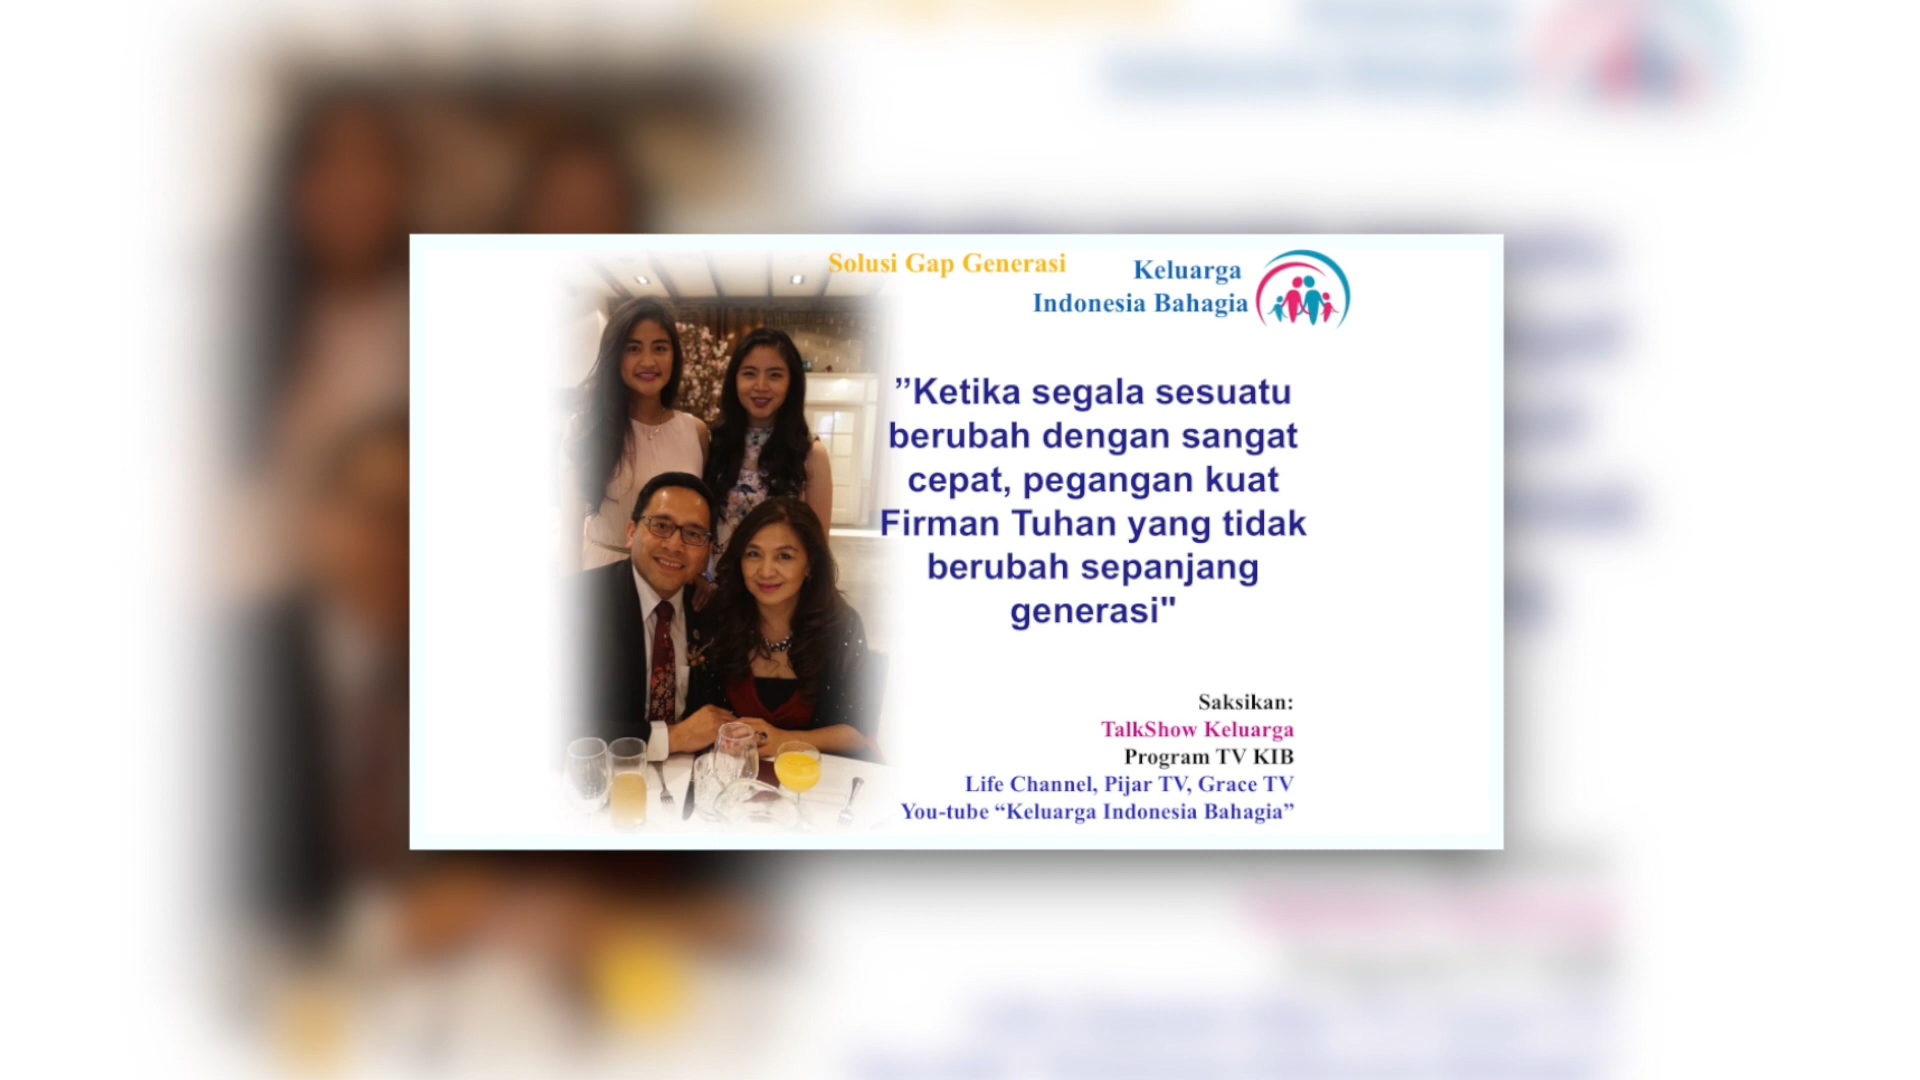 Solusi Gap Generasi
Keluarga
Indonesia Bahagia
”Ketika segala sesuatu
berubah dengan sangat
cepat, pegangan kuat
Firman Tuhan yang tidak
berubah sepanjang
generasi"
Saksikan:
TalkShow Keluarga
Program TV KIB
Life Channel, Pijar TV, Grace TV
You-tube “Keluarga Indonesia Bahagia”